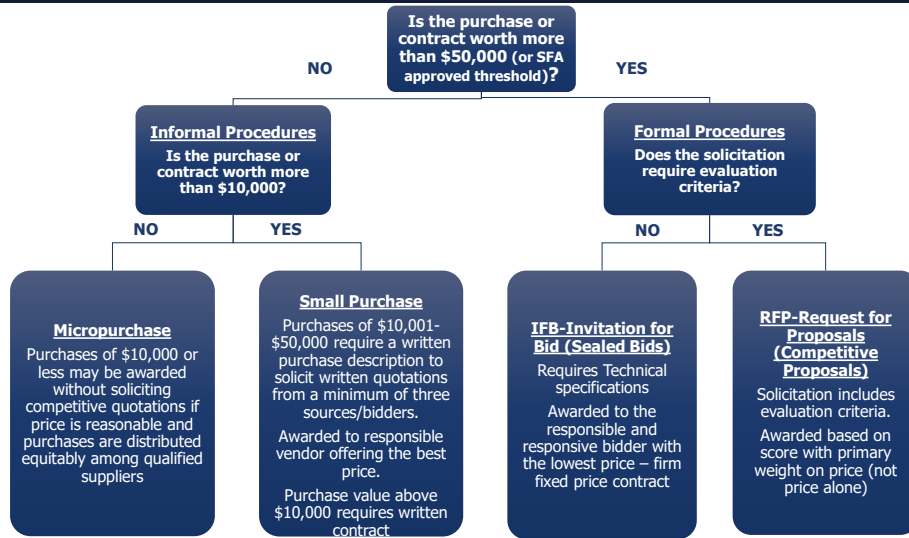 Is the purchase or
contract worth more
than $50,000 (or SFA
approved threshold)?
NO
YES
Informal Procedures
Is the purchase or
contract worth more
than $10,000?
Formal Procedures
Does the solicitation
require evaluation
criteria?
NO
YES
NO
YES
Micropurchase
Purchases of $10,000 or
less may be awarded
without soliciting
competitive quotations if
price is reasonable and
purchases are distributed
equitably among qualified
suppliers
Small Purchase
Purchases of $10,001-
$50,000 require a written
purchase description to
solicit written quotations
from a minimum of three
sources/bidders.
Awarded to responsible
vendor offering the best
price.
Purchase value above
$10,000 requires written
contract
IFB-Invitation for
Bid (Sealed Bids)
Requires Technical
specifications
Awarded to the
responsible and
responsive bidder with
the lowest price – firm
fixed price contract
RFP-Request for
Proposals
(Competitive
Proposals)
Solicitation includes
evaluation criteria.
Awarded based on
score with primary
weight on price (not
price alone)